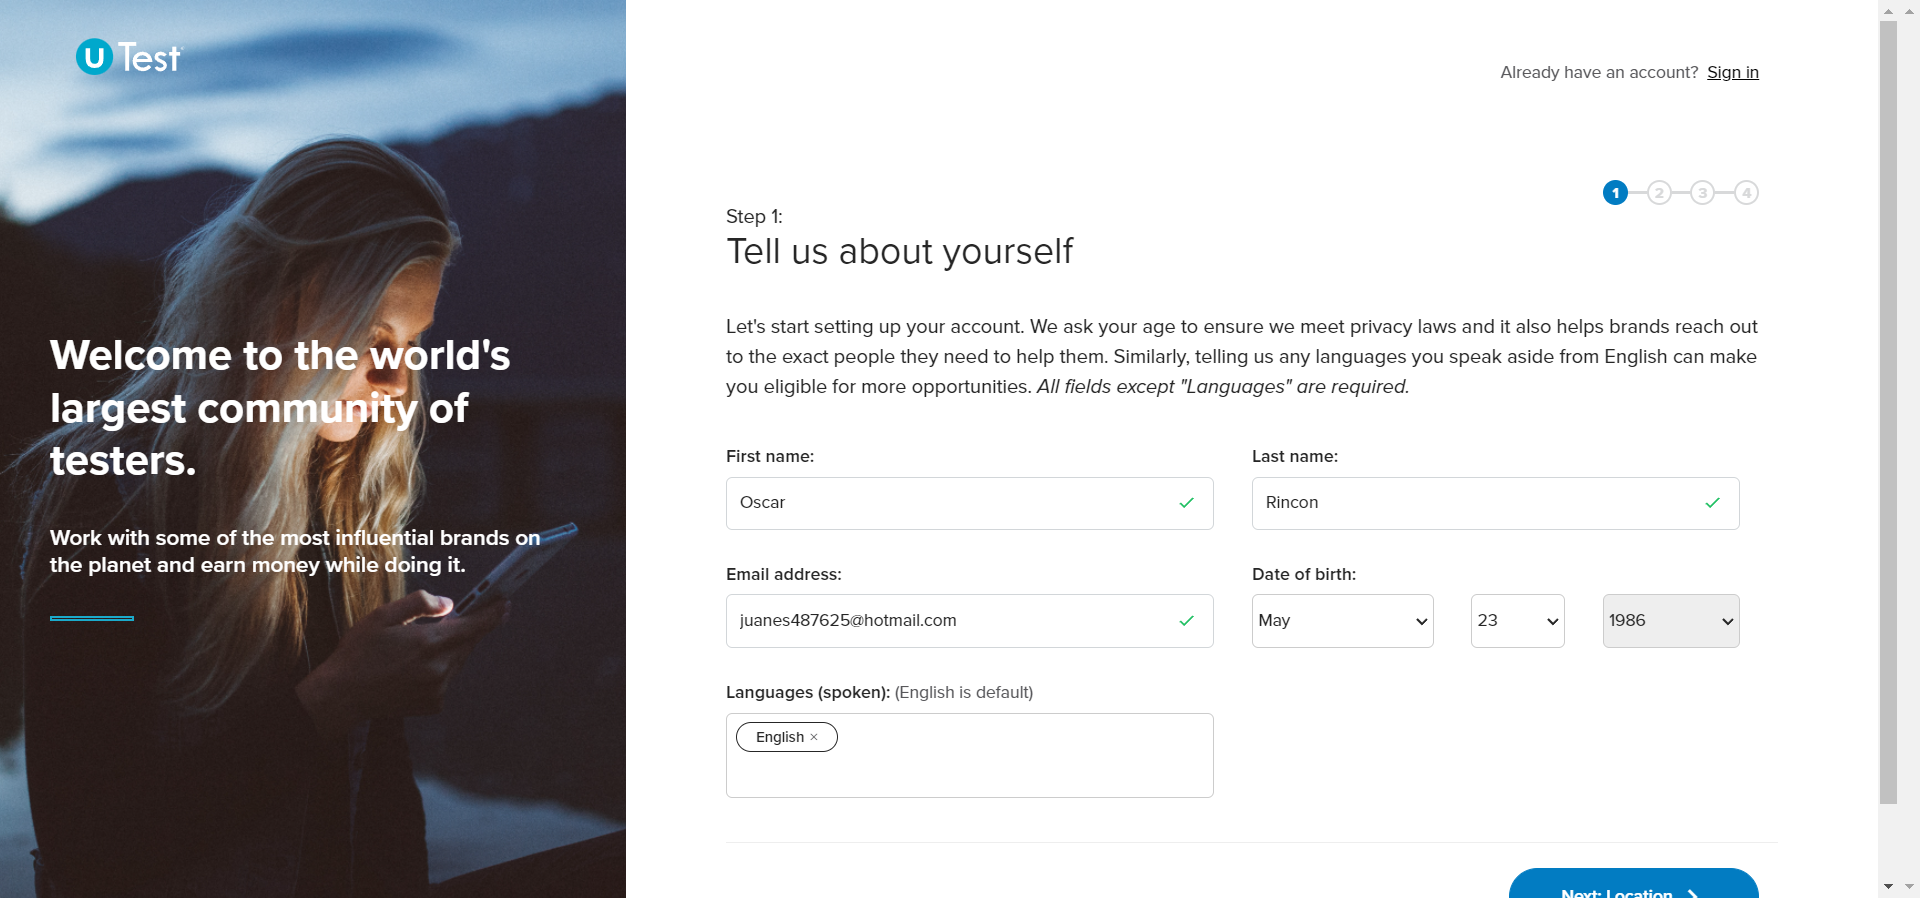 U Test
Already have an account? Sign in
1 2 3 4
Step 1:
Tell us about yourself
Let's start setting up your account. We ask your age to ensure we meet privacy laws and it also helps brands reach out
to the exact people they need to help them. Similarly, telling us any languages you speak aside from English can make
you eligible for more opportunities. All fields except "Languages" are required.
Welcome to the world's
largest community of
testers.
Work with some of the most influential brands on
the planet and earn money while doing it.
First name:
Last name:
Oscar
Rincon
Email address:
Date of birth:
juanes487625@hotmail.com
May
23
1986
Languages (spoken): (English is default)
English ×
Next: Location